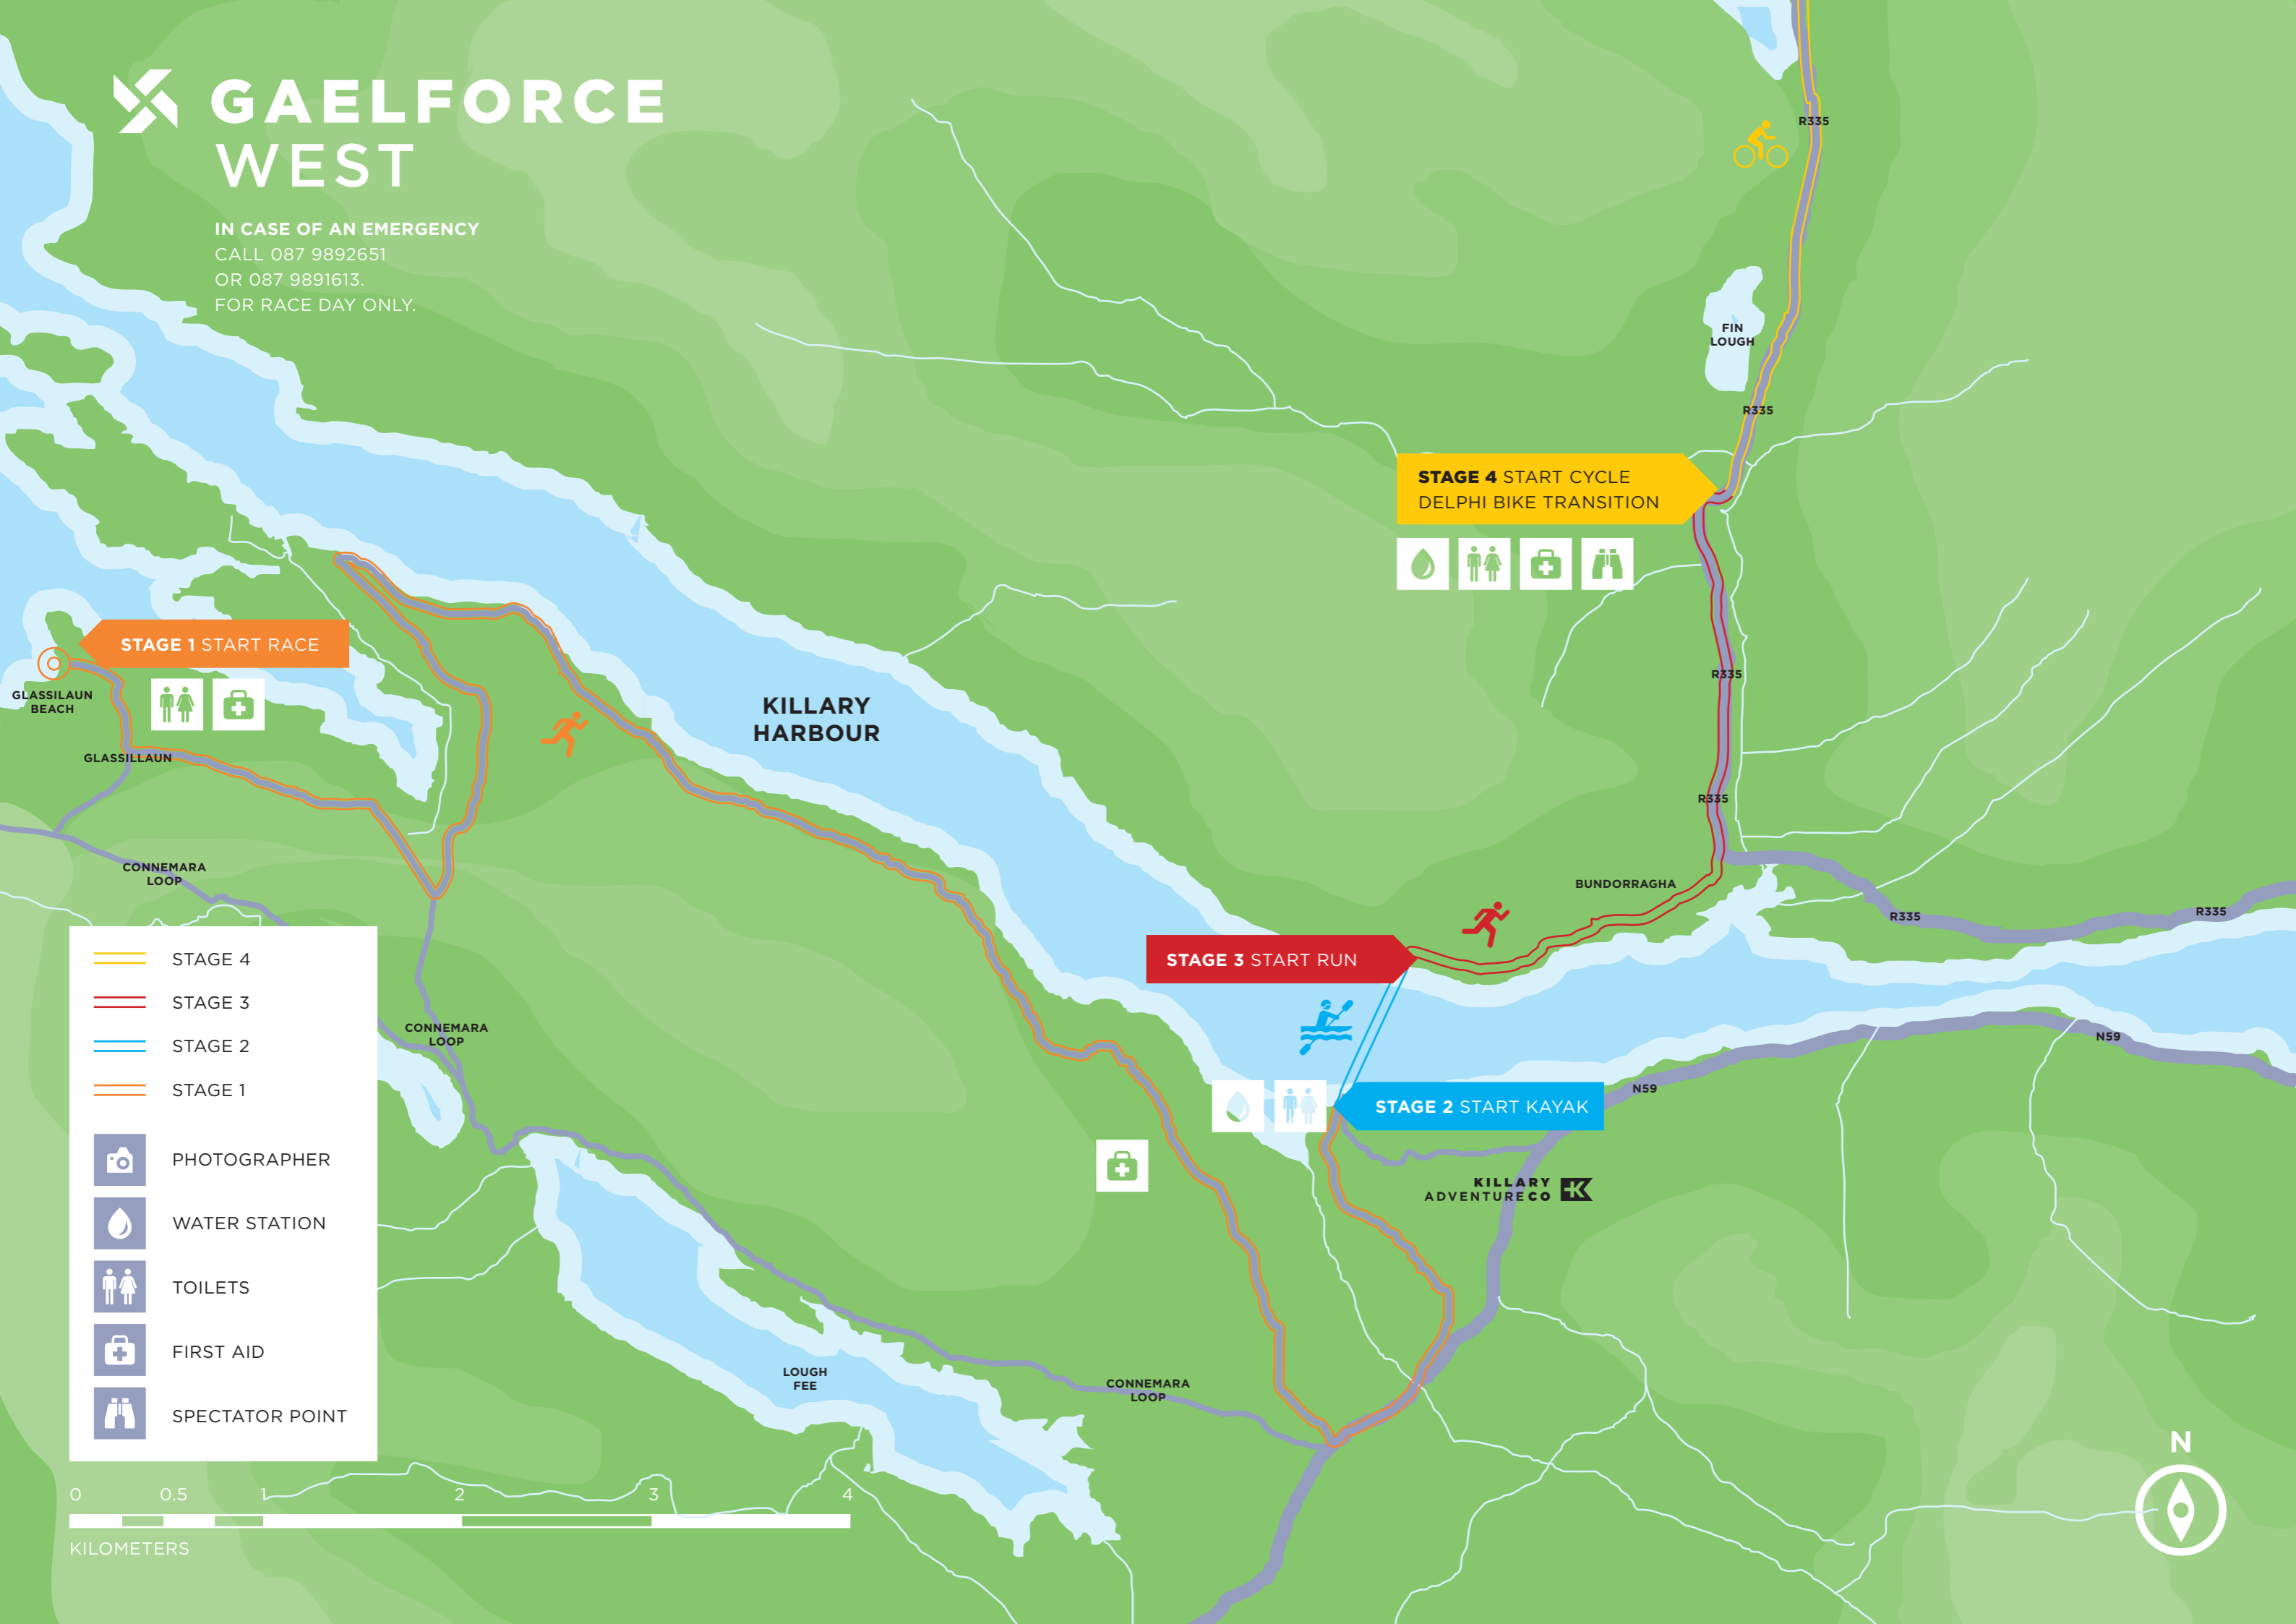 GAELFORCE
WEST
IN CASE OF AN EMERGENCY
CALL 087 9892651
OR 087 9891613.
FOR RACE DAY ONLY.
R335
FIN
LOUGH
R335
STAGE 4 START CYCLE
DELPHI BIKE TRANSITION
STAGE 1 START RACE
GLASSILAUN
BEACH
GLASSILLAUN
KILLARY
HARBOUR
R335
R335
CONNEMARA
LOOP
BUNDORRAGHA
R335
R335
STAGE 3 START RUN
CONNEMARA
LOOP
N59
N59
STAGE 2 START KAYAK
KILLARY
ADVENTURECO
K
LOUGH
FEE
CONNEMARA
LOOP
STAGE 4
STAGE 3
STAGE 2
STAGE 1
PHOTOGRAPHER
WATER STATION
TOILETS
FIRST AID
SPECTATOR POINT
0 0.5 1 2 3 4
KILOMETERS
N